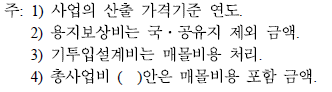 주: 1) 사업의 산출 가격기준 연도.
2) 용지보상비는 국・공유지 제외 금액.
3) 기투입설계비는 매몰비용 처리.
4) 총사업비 (  )안은 매몰비용 포함 금액.